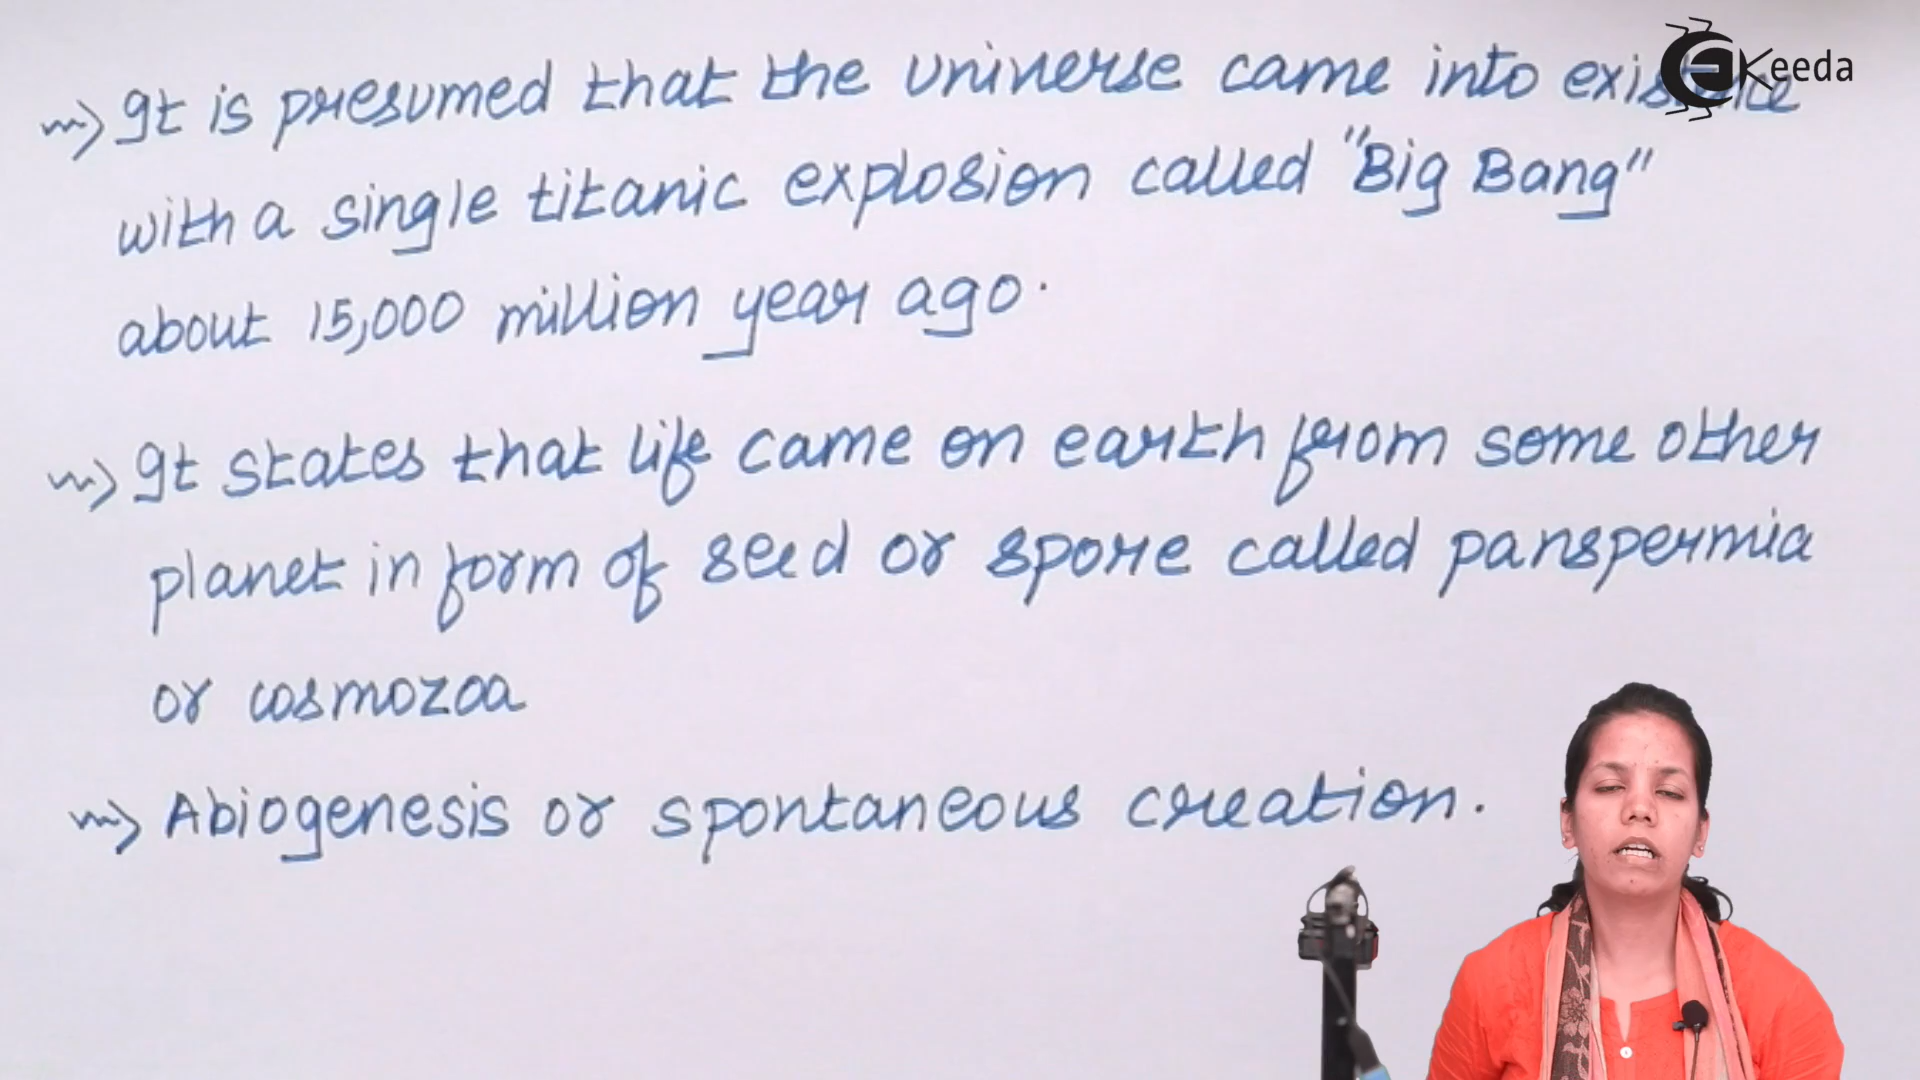 It is presumed that the universe came into existence
EKeeda
with a single titanic explosion called "Big Bang"
about 15,000 million year ago.
It states that life came on earth from some other
planet in form of seed or spore called panspermia
or cosmozoa
Abiogenesis or spontaneous creation.